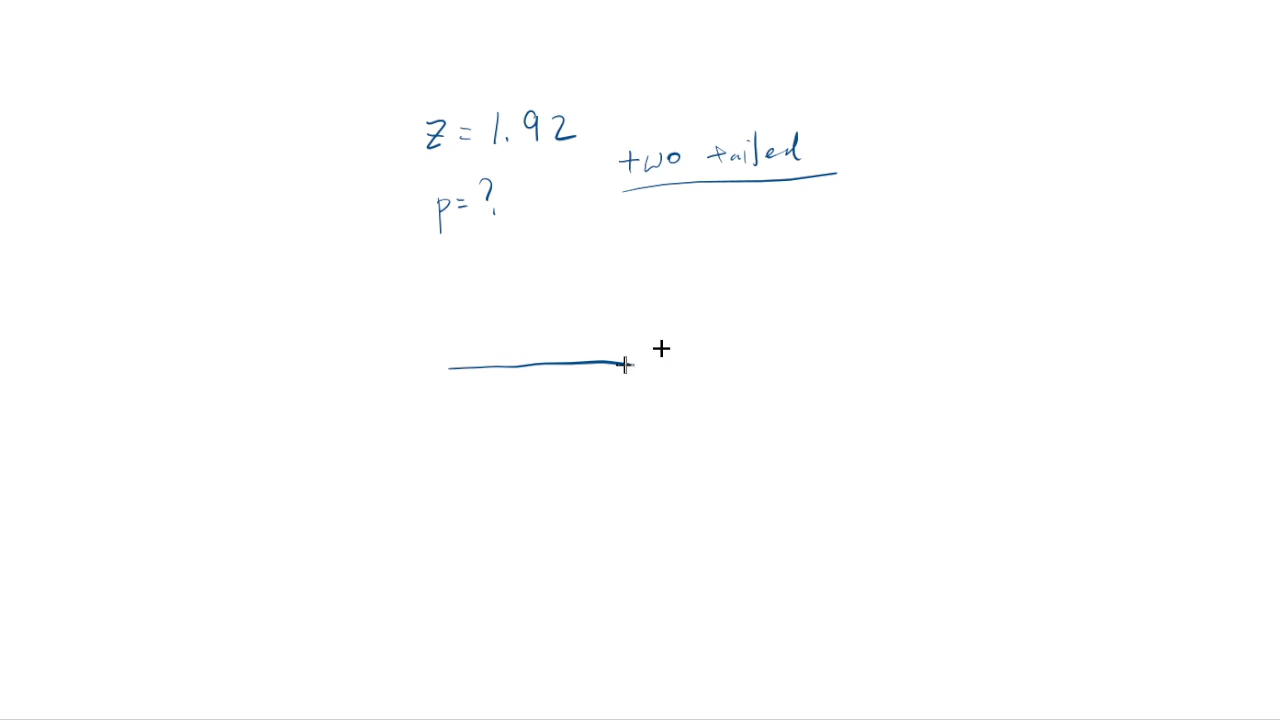 z = 1.92
two tailed
p = ?